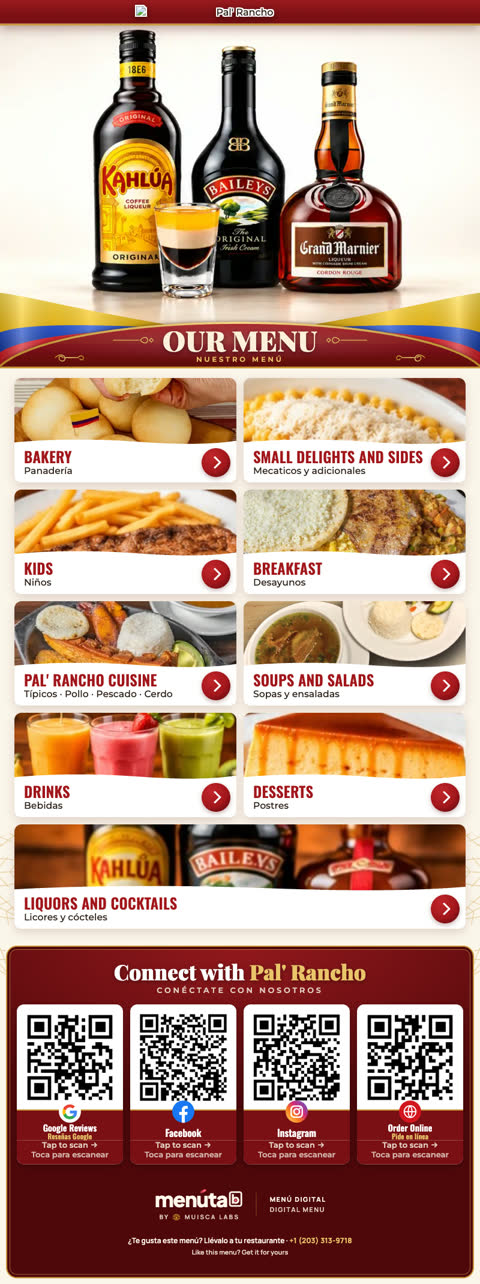 Pal' Rancho
18E6
ORIGINAL
KAHLÚA
COFFEE
LIQUEUR
ORIGINAL
BAILEYS
The
ORIGINAL
Irish Cream
Grand Marnier
LIQUEUR
CORDON ROUGE
OUR MENU
NUESTRO MENÚ
BAKERY
Panadería
SMALL DELIGHTS AND SIDES
Mecaticos y adicionales
KIDS
Niños
BREAKFAST
Desayunos
PAL' RANCHO CUISINE
Típicos · Pollo · Pescado · Cerdo
SOUPS AND SALADS
Sopas y ensaladas
DRINKS
Bebidas
DESSERTS
Postres
KAHLÚA
BAILEYS
LIQUORS AND COCKTAILS
Licores y cócteles
Connect with Pal' Rancho
CONÉCTATE CON NOSOTROS
Google Reviews
Reseñas Google
Tap to scan →
Toca para escanear
Facebook
Tap to scan →
Toca para escanear
Instagram
Tap to scan →
Toca para escanear
Order Online
Pide en línea
Tap to scan →
Toca para escanear
menúta b
BY MUISCA LABS
MENÚ DIGITAL
DIGITAL MENU
¿Te gusta este menú? Llévalo a tu restaurante · +1 (203) 313-9718
Like this menu? Get it for yours